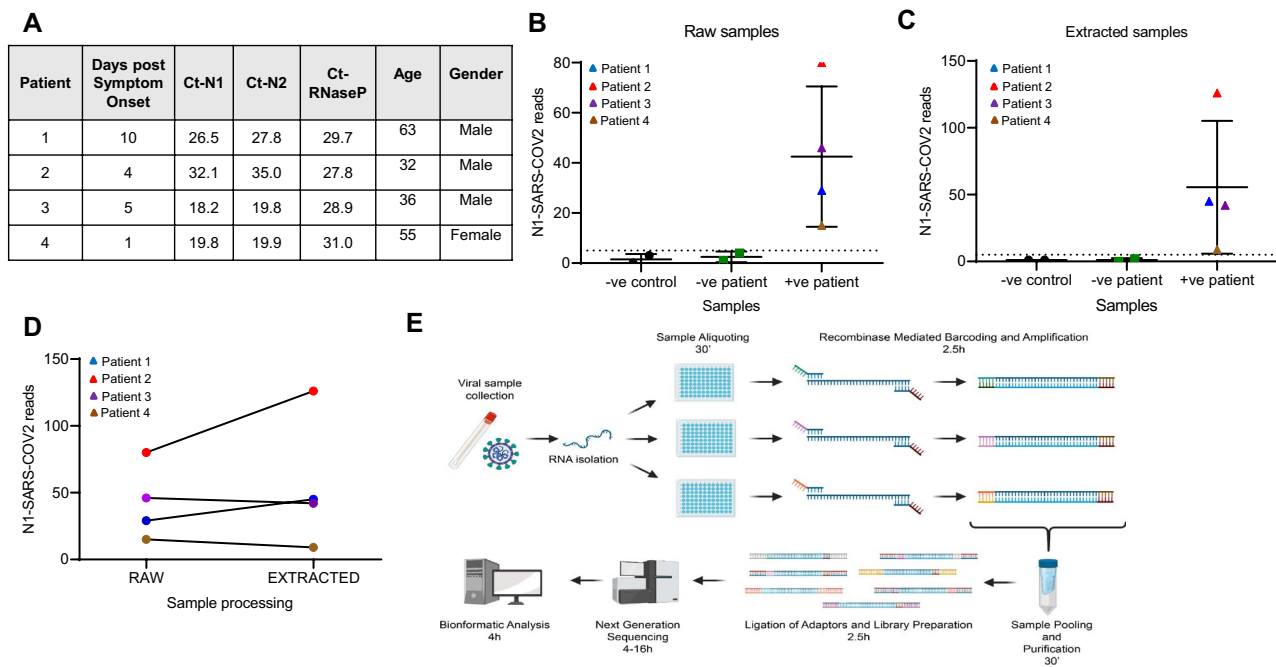 A
Patient
Days post
Symptom
Onset
Ct-N1
Ct-N2
Ct-
RNaseP
Age
Gender
1 10 26.5 27.8 29.7 63 Male
2 4 32.1 35.0 27.8 32 Male
3 5 18.2 19.8 28.9 36 Male
4 1 19.8 19.9 31.0 55 Female
B
Raw samples
N1-SARS-COV2 reads
80
60
40
20
0
Patient 1
Patient 2
Patient 3
Patient 4
-ve control
-ve patient
+ve patient
Samples
C
Extracted samples
N1-SARS-COV2 reads
150
100
50
0
Patient 1
Patient 2
Patient 3
Patient 4
-ve control
-ve patient
+ve patient
Samples
D
N1-SARS-COV2 reads
150
100
50
0
Patient 1
Patient 2
Patient 3
Patient 4
RAW
EXTRACTED
Sample processing
E
Viral sample
collection
RNA isolation
Sample Aliquoting
30'
Recombinase Mediated Barcoding and Amplification
2.5h
Bionformatic Analysis
4h
Next Generation
Sequencing
4-16h
Ligation of Adaptors and Library Preparation
2.5h
Sample Pooling
and
Purification
30'